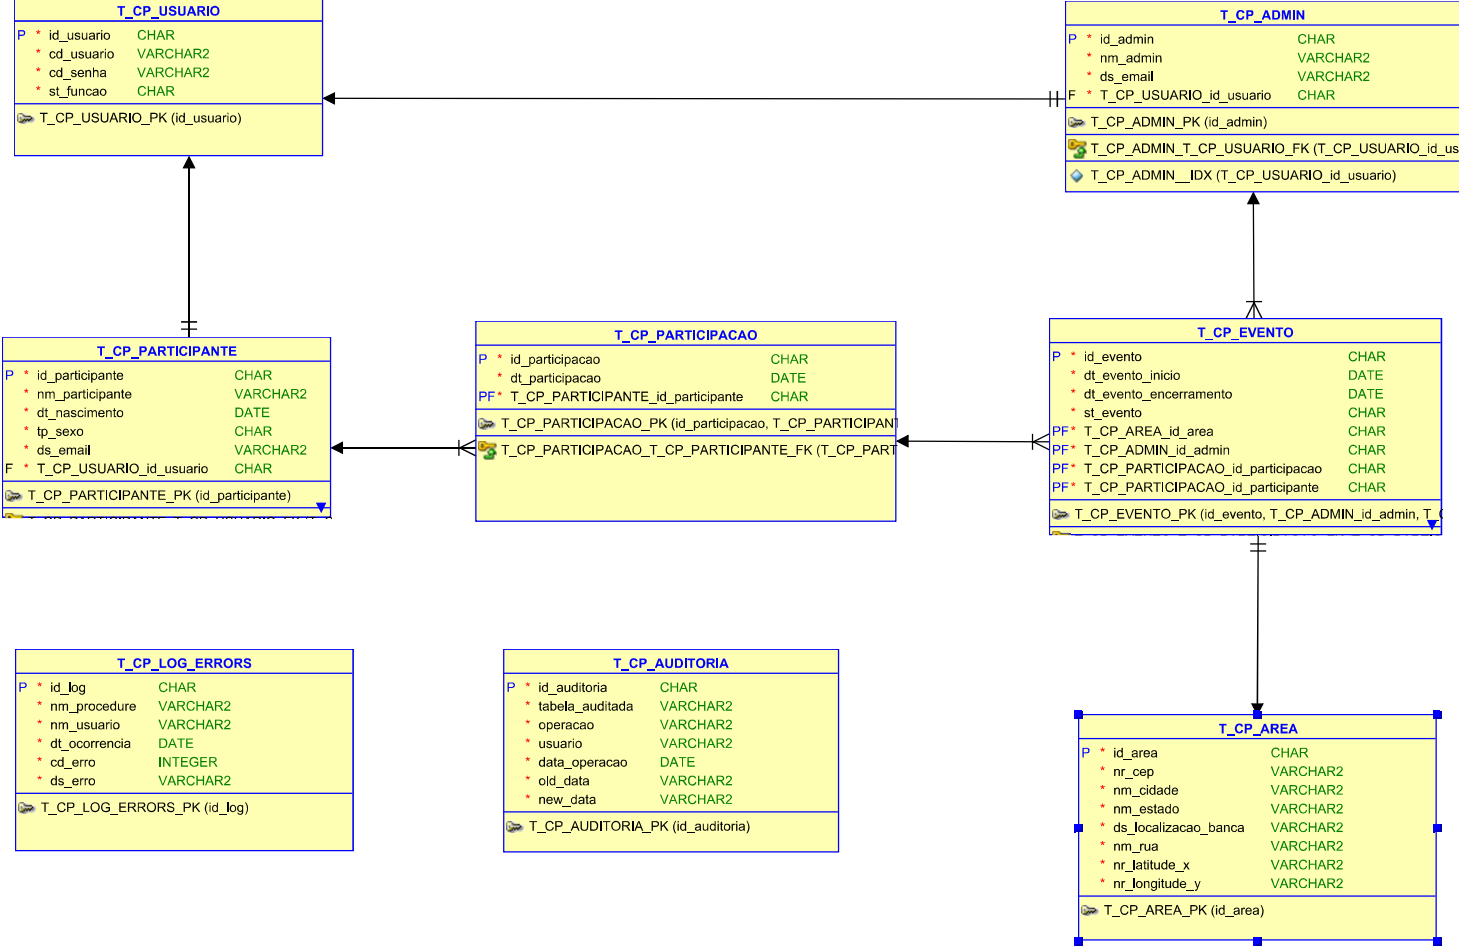 T_CP_USUARIO
P * id_usuario CHAR
* cd_usuario VARCHAR2
* cd_senha VARCHAR2
* st_funcao CHAR
T_CP_USUARIO_PK (id_usuario)
T_CP_ADMIN
P * id_admin CHAR
* nm_admin VARCHAR2
* ds_email VARCHAR2
F * T_CP_USUARIO_id_usuario CHAR
T_CP_ADMIN_PK (id_admin)
T_CP_ADMIN_T_CP_USUARIO_FK (T_CP_USUARIO_id_us
T_CP_ADMIN__IDX (T_CP_USUARIO_id_usuario)
T_CP_PARTICIPANTE
P * id_participante CHAR
* nm_participante VARCHAR2
* dt_nascimento DATE
* tp_sexo CHAR
* ds_email VARCHAR2
F * T_CP_USUARIO_id_usuario CHAR
T_CP_PARTICIPANTE_PK (id_participante)
T_CP_PARTICIPACAO
P * id_participacao CHAR
* dt_participacao DATE
PF* T_CP_PARTICIPANTE_id_participante CHAR
T_CP_PARTICIPACAO_PK (id_participacao, T_CP_PARTICIPANT
T_CP_PARTICIPACAO_T_CP_PARTICIPANTE_FK (T_CP_PART
T_CP_EVENTO
P * id_evento CHAR
* dt_evento_inicio DATE
* dt_evento_encerramento DATE
* st_evento CHAR
PF* T_CP_AREA_id_area CHAR
PF* T_CP_ADMIN_id_admin CHAR
PF* T_CP_PARTICIPACAO_id_participacao CHAR
PF* T_CP_PARTICIPACAO_id_participante CHAR
T_CP_EVENTO_PK (id_evento, T_CP_ADMIN_id_admin, T_
T_CP_LOG_ERRORS
P * id_log CHAR
* nm_procedure VARCHAR2
* nm_usuario VARCHAR2
* dt_ocorrencia DATE
* cd_erro INTEGER
* ds_erro VARCHAR2
T_CP_LOG_ERRORS_PK (id_log)
T_CP_AUDITORIA
P * id_auditoria CHAR
* tabela_auditada VARCHAR2
* operacao VARCHAR2
* usuario VARCHAR2
* data_operacao DATE
* old_data VARCHAR2
* new_data VARCHAR2
T_CP_AUDITORIA_PK (id_auditoria)
T_CP_AREA
P * id_area CHAR
* nr_cep VARCHAR2
* nm_cidade VARCHAR2
* nm_estado VARCHAR2
* ds_localizacao_banca VARCHAR2
* nm_rua VARCHAR2
* nr_latitude_x VARCHAR2
* nr_longitude_y VARCHAR2
T_CP_AREA_PK (id_area)